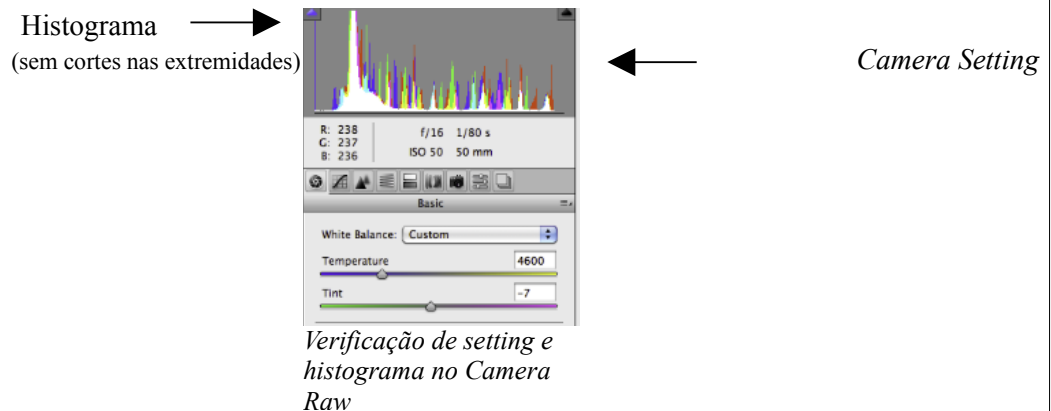 Histograma
(sem cortes nas extremidades)
Camera Setting
R: 238
G: 237
B: 236
f/16 1/80 s
ISO 50 50 mm
Basic
White Balance: Custom
Temperature 4600
Tint -7
Verificação de setting e
histograma no Camera
Raw